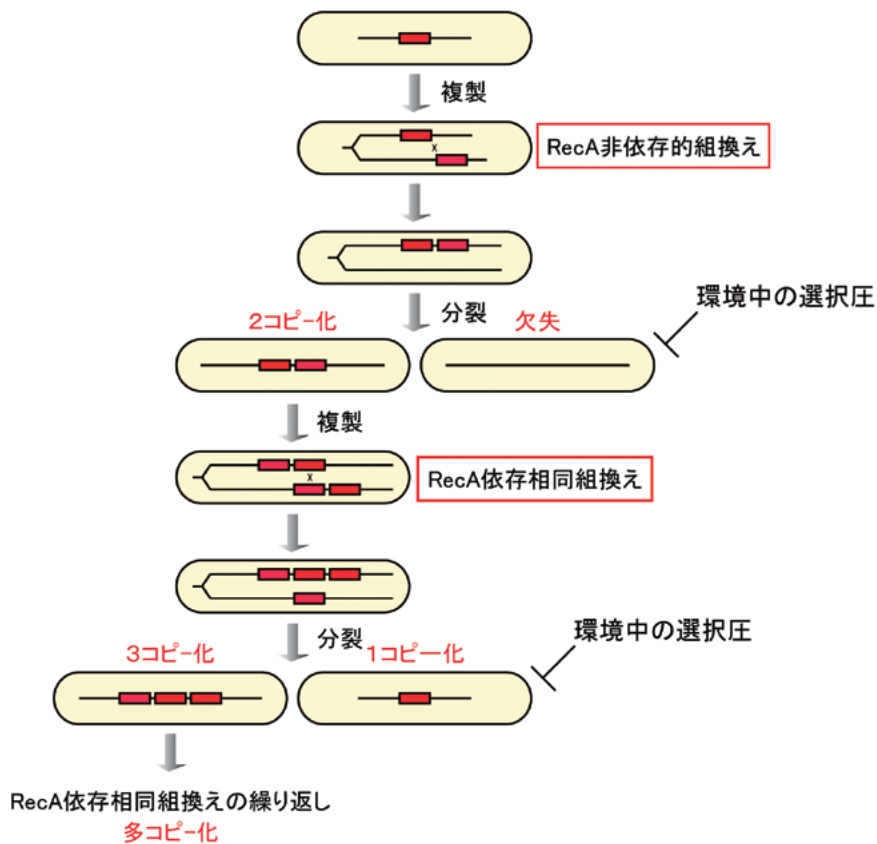 複製
RecA非依存的組換え
環境中の選択圧
分裂
2コピー化
欠失
複製
RecA依存相同組換え
環境中の選択圧
分裂
3コピー化
1コピー化
RecA依存相同組換えの繰り返し
多コピー化